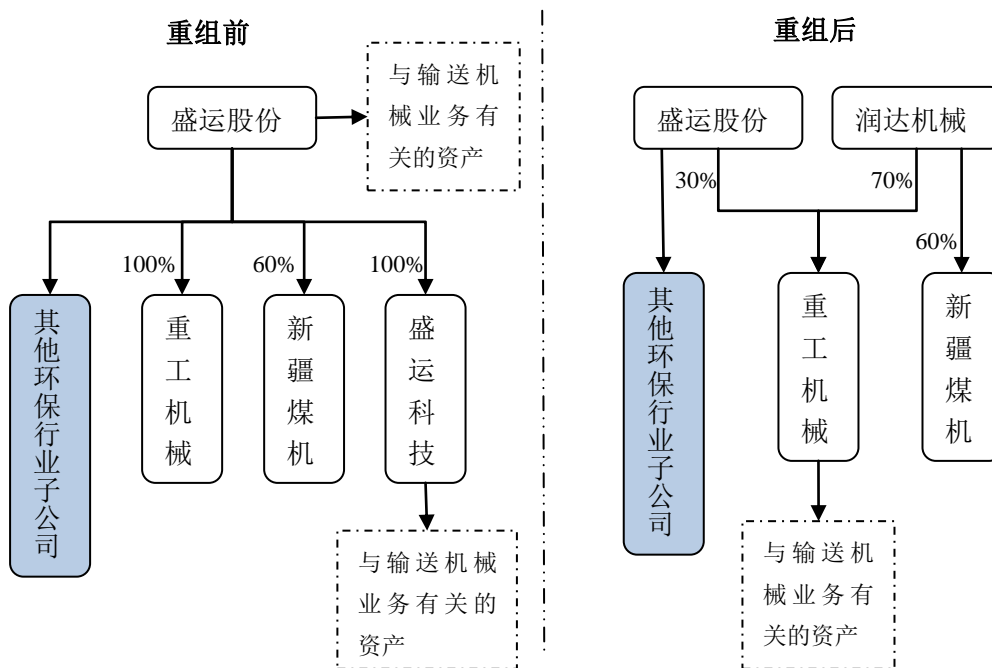 重组前
与输送机
械业务有
关的资产
盛运股份
100%
60%
100%
其他环保行业子公司
重工机械
新疆煤机
盛运科技
与输送机械
业务有关的
资产
重组后
盛运股份
润达机械
30%
70%
60%
其他环保行业子公司
重工机械
新疆煤机
与输送机
械业务有
关的资产